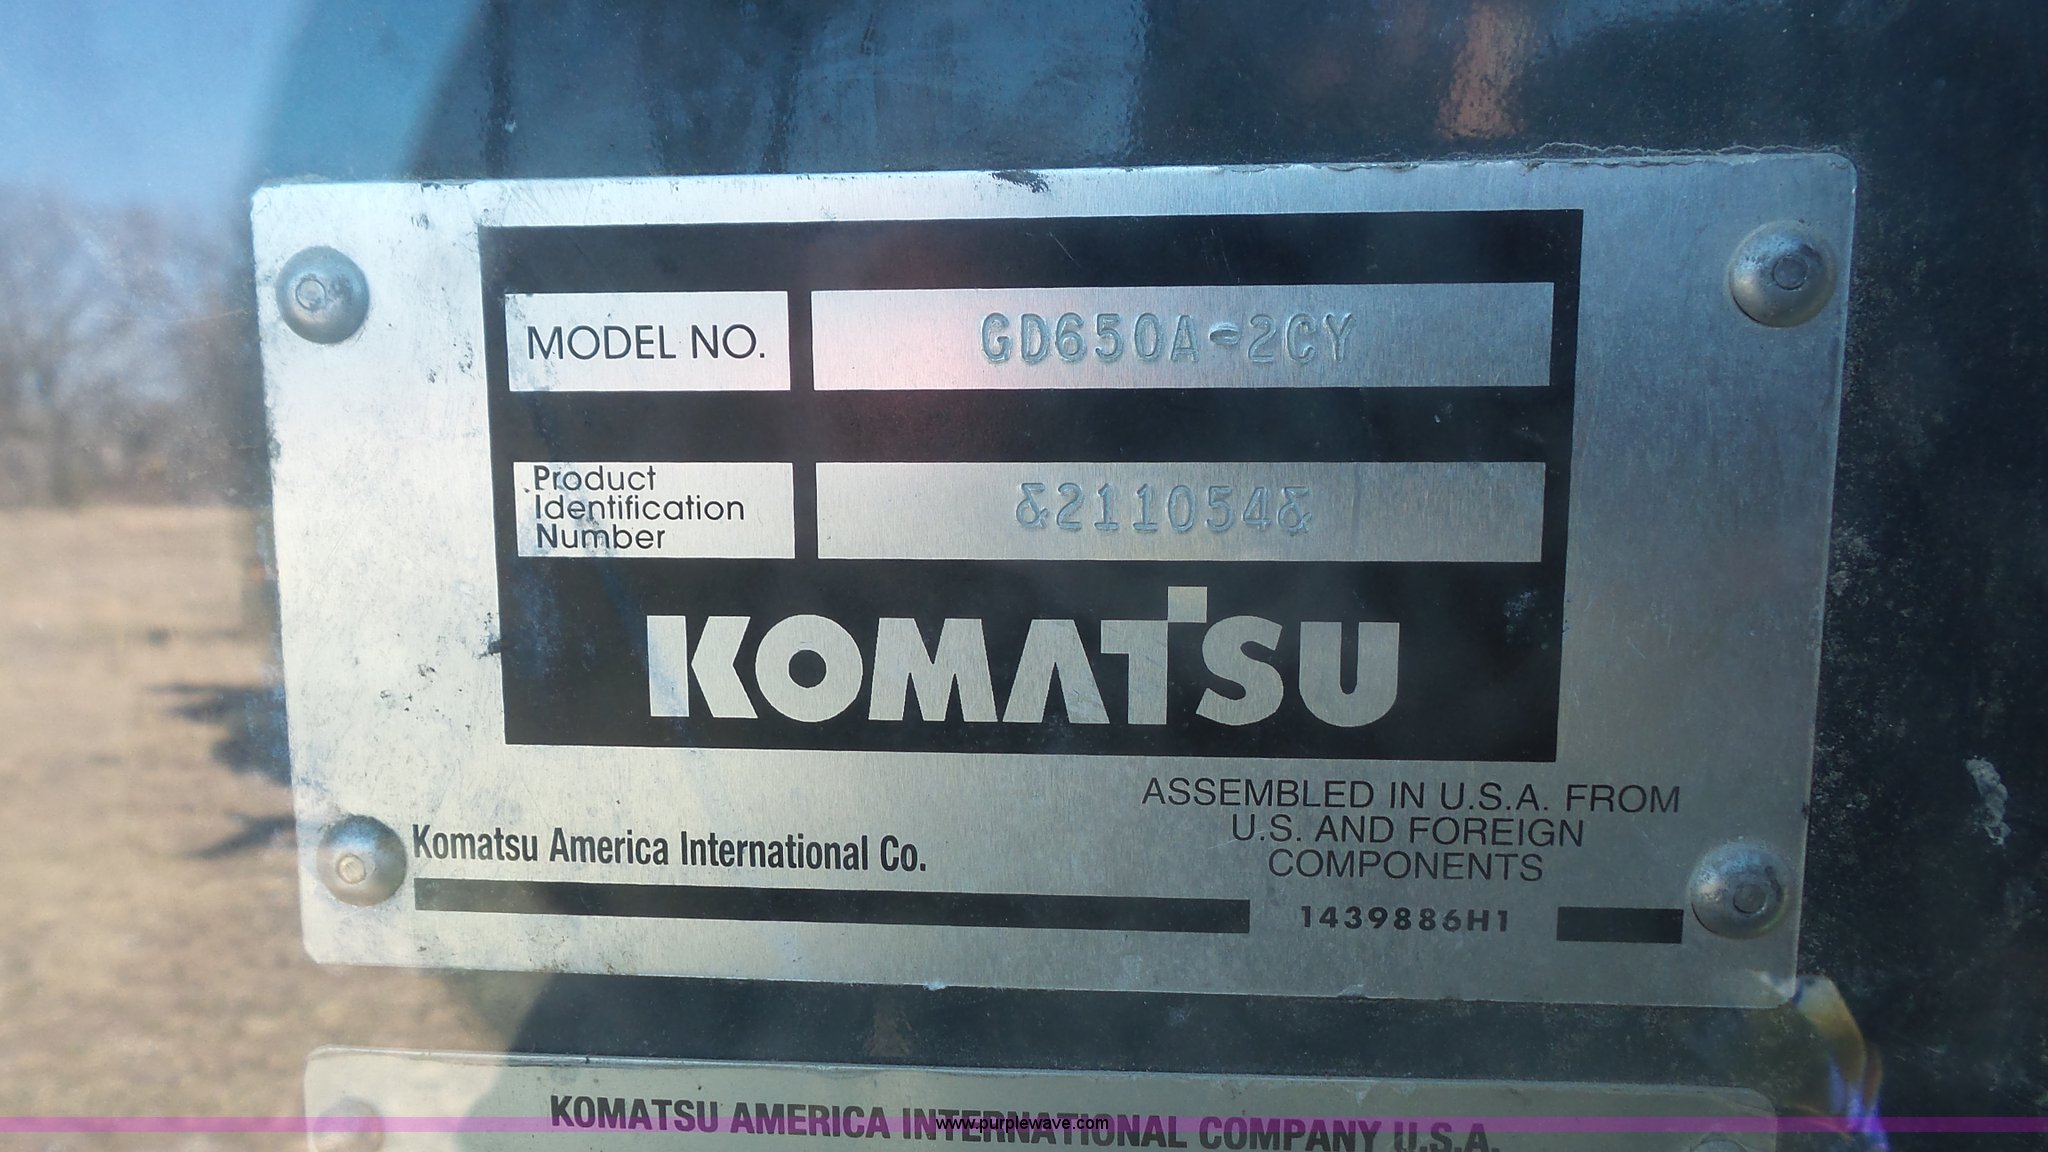 MODEL NO. GD650A-2CY
Product
Identification
Number
&211054&
KOMATSU
ASSEMBLED IN U.S.A. FROM
U.S. AND FOREIGN
COMPONENTS
Komatsu America International Co.
1439886H1
KOMATSU AMERICA INTERNATIONAL COMPANY U.S.A.
www.purplewave.com